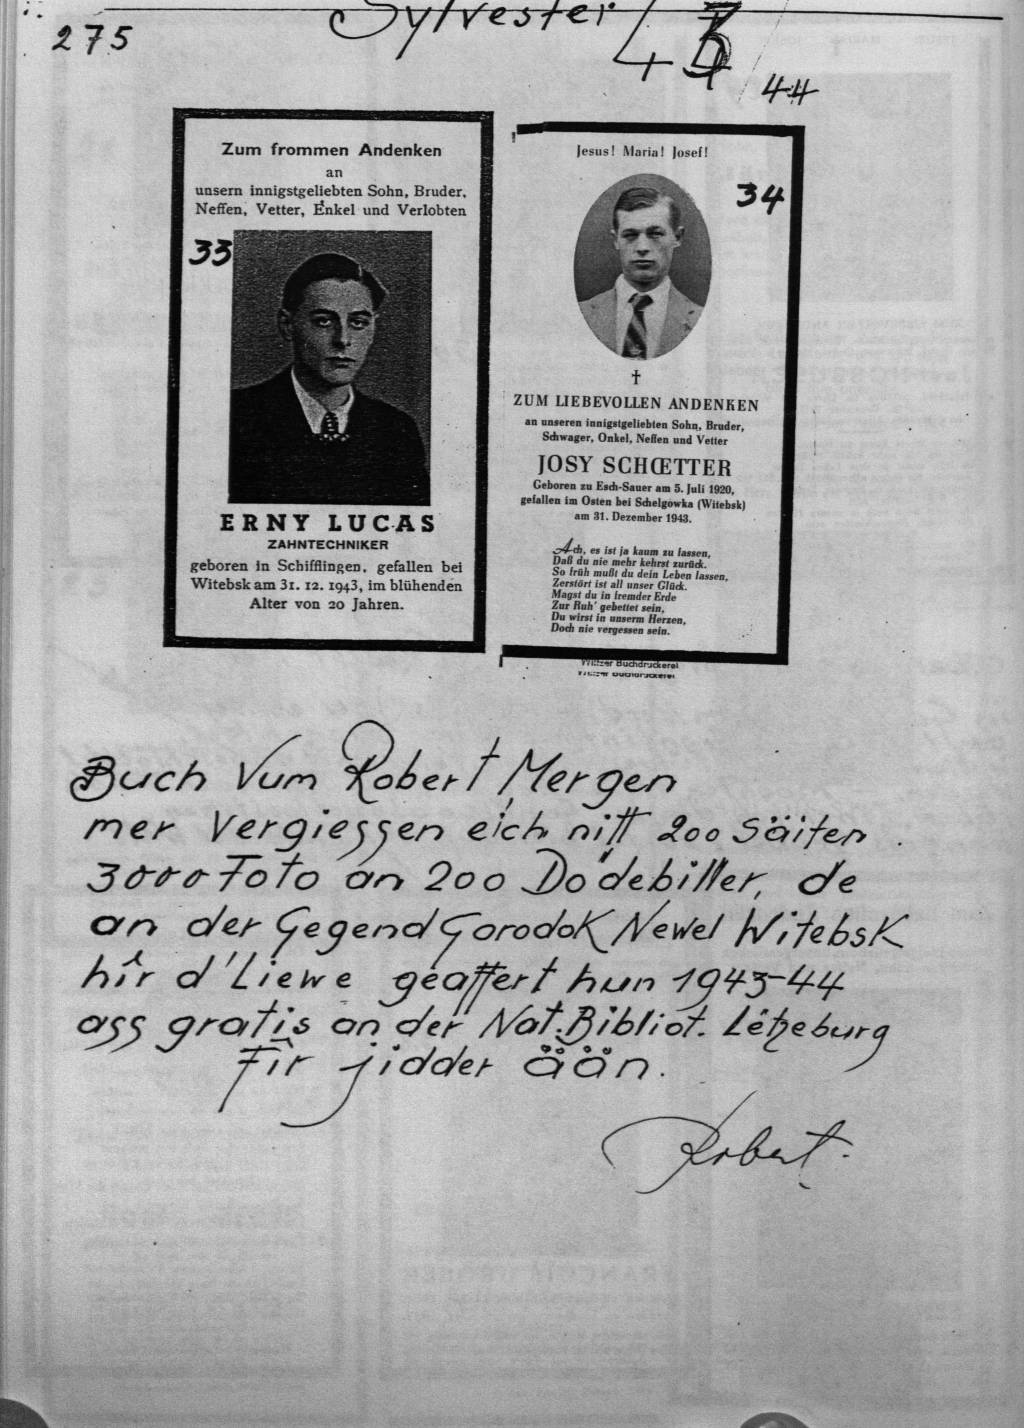 275
Sylvester 43/44
Zum frommen Andenken
an
unsern innigstgeliebten Sohn, Bruder,
Neffen, Vetter, Enkel und Verlobten
33
ERNY LUCAS
ZAHNTECHNIKER
geboren in Schifflingen, gefallen bei
Witebsk am 31. 12. 1943, im blühenden
Alter von 20 Jahren.
Jesus! Maria! Josef!
34
†
ZUM LIEBEVOLLEN ANDENKEN
an unseren innigstgeliebten Sohn, Bruder,
Schwager, Onkel, Neffen und Vetter
JOSY SCHŒTTER
Geboren zu Esch-Sauer am 5. Juli 1920,
gefallen im Osten bei Schelgowka (Witebsk)
am 31. Dezember 1943.
Ach, es ist ja kaum zu fassen,
Daß du nie mehr kehrst zurück.
So früh mußt du dein Leben lassen,
Zerstört ist all unser Glück.
Magst du in fremder Erde
Zur Ruh' gebettet sein,
Du wirst in unserm Herzen,
Doch nie vergessen sein.
Wiltzer Buchdruckerei
Wiltzer Buchdruckerei
Buch vum Robert Mergen
mer vergiessen eich nitt 200 Säiten.
3000 Foto an 200 Dödebiller, de
an der Gegend Gorodok Newel Witebsk
hîr d'Liewe geaffert hun 1943-44
ass gratis an der Nat. Bibliot. Lëtzeburg
Fîr jidder åån.
Robert.